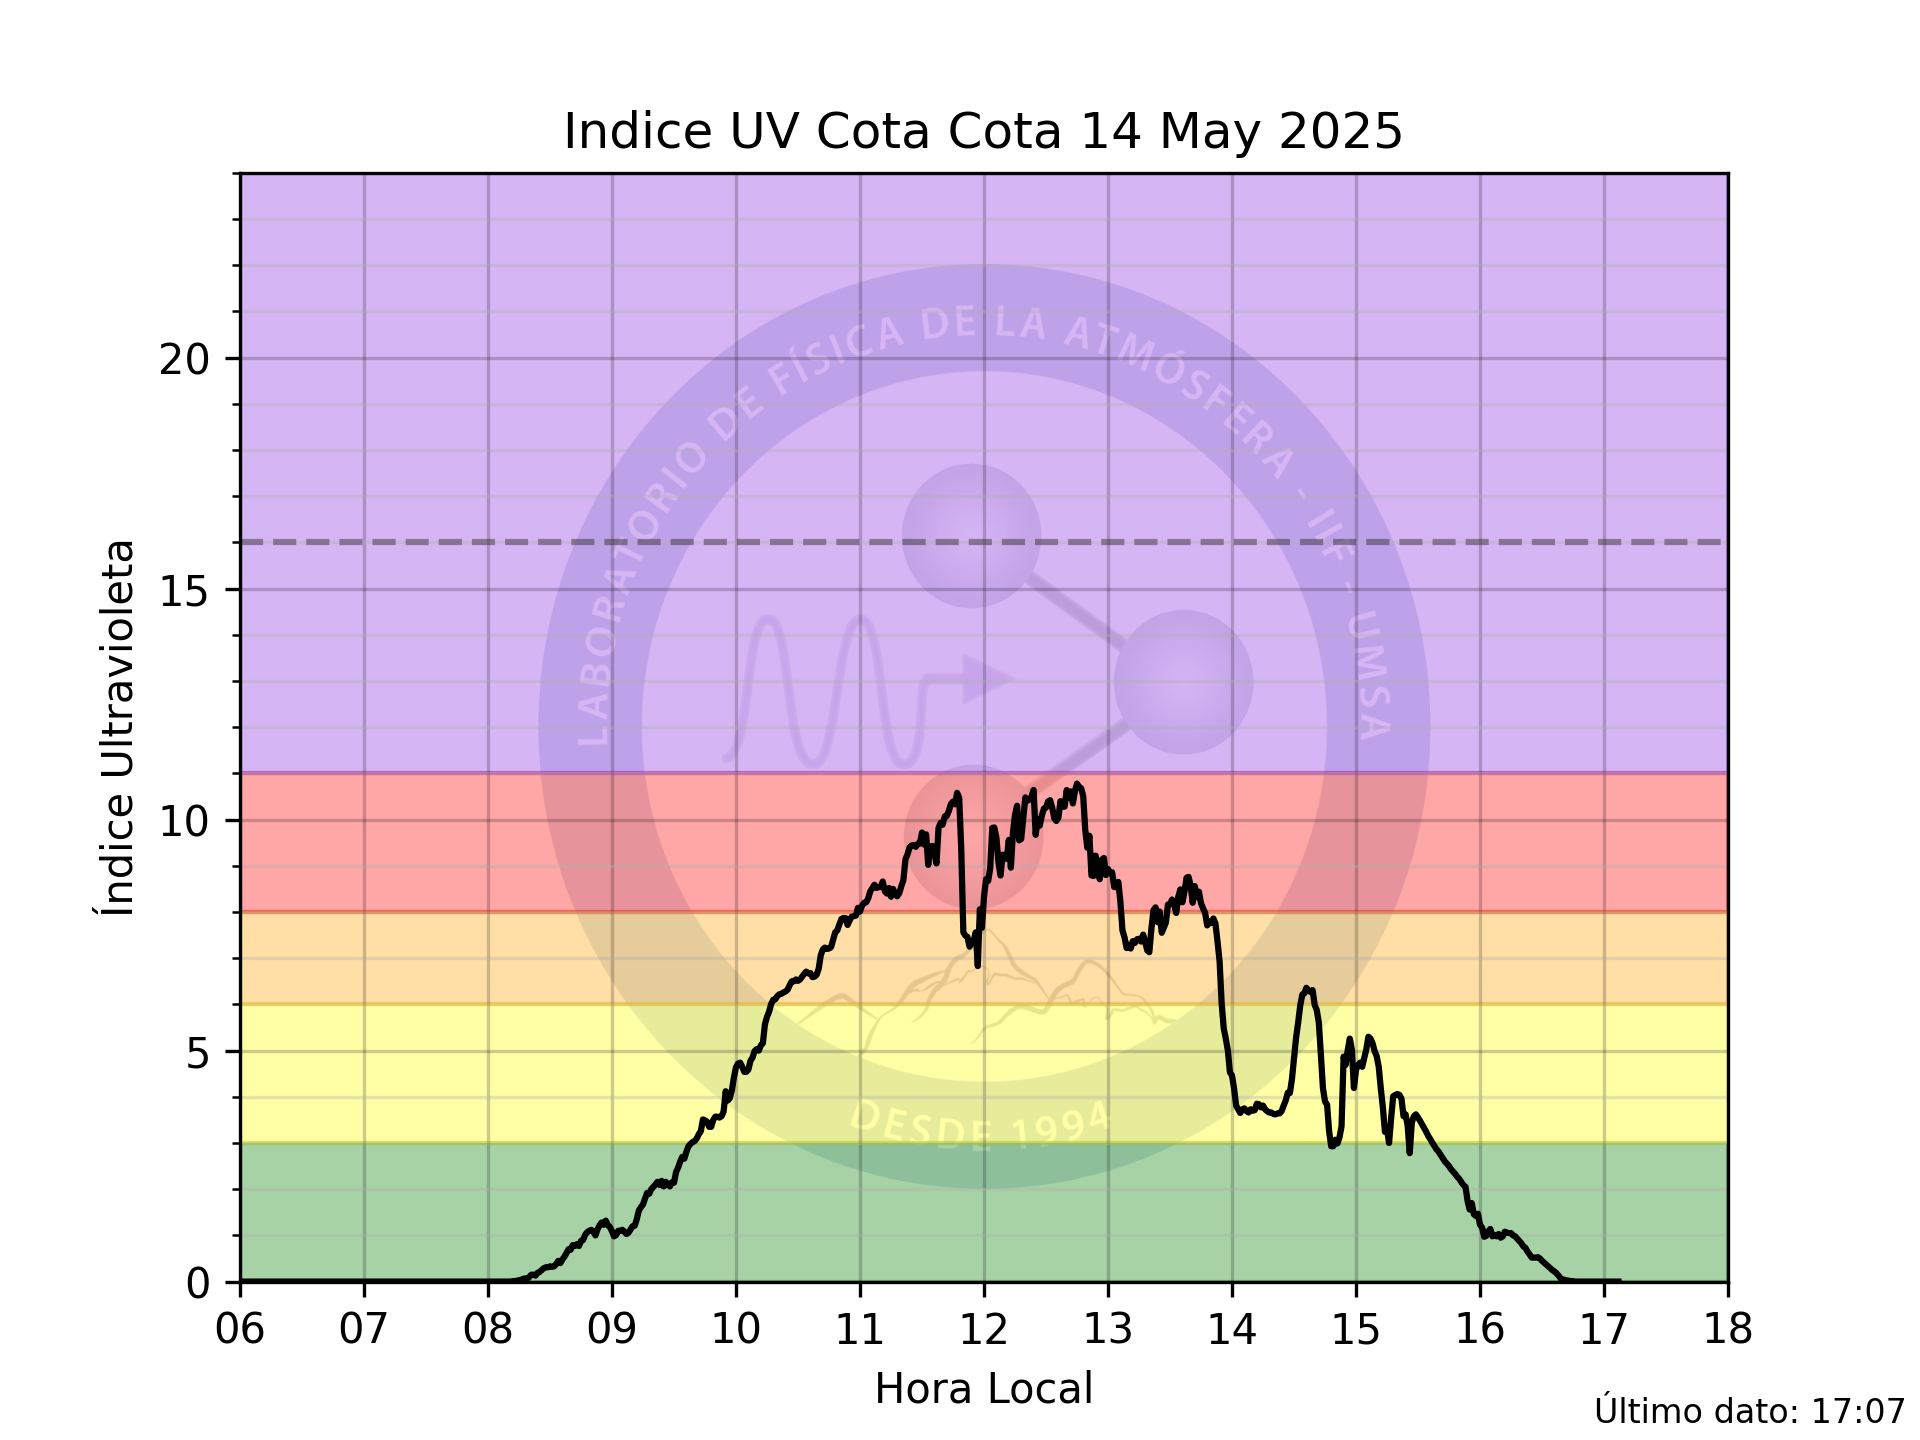 Indice UV Cota Cota 14 May 2025
Índice Ultravioleta
20
15
10
5
0
LABORATORIO DE FÍSICA DE LA ATMÓSFERA - IIF - UMSA
DESDE 1994
06 07 08 09 10 11 12 13 14 15 16 17 18
Hora Local
Último dato: 17:07